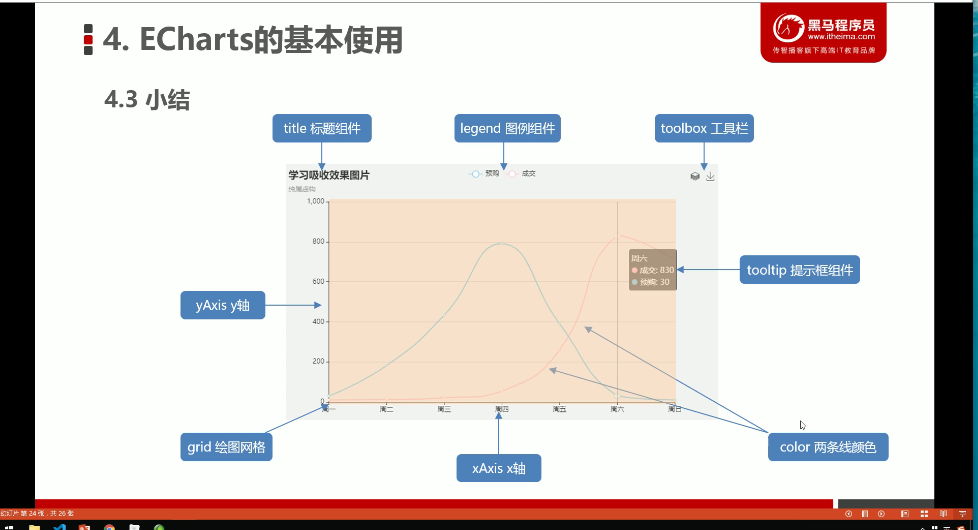 4. ECharts的基本使用
黑马程序员
www.itheima.com
传智播客旗下高端IT教育品牌
4.3 小结
title 标题组件
legend 图例组件
toolbox 工具栏
学习吸收效果图片
纯属虚构
预购
成交
1,000
800
600
400
200
0
周一
周二
周三
周四
周五
周六
周日
周六
成交: 830
预购: 30
tooltip 提示框组件
yAxis y轴
grid 绘图网格
xAxis x轴
color 两条线颜色
幻灯片 第 24 张，共 26 张